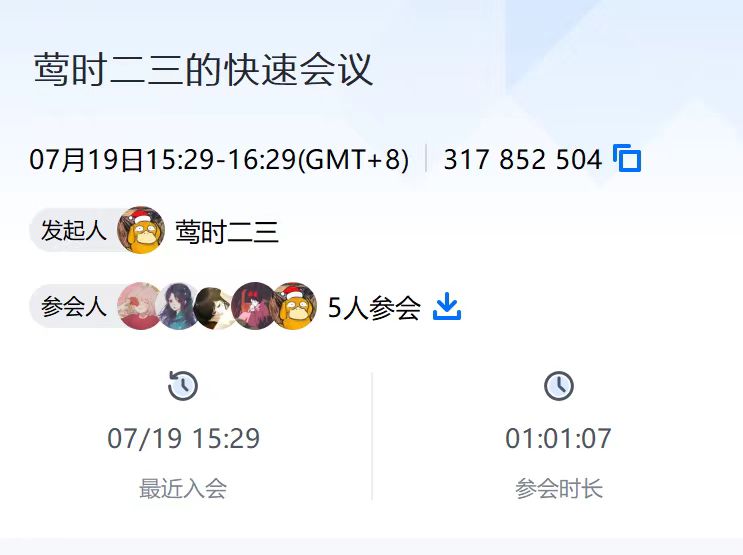 莺时二三的快速会议
07月19日15:29-16:29(GMT+8) 317 852 504
发起人 莺时二三
参会人 5人参会
07/19 15:29 01:01:07
最近入会 参会时长